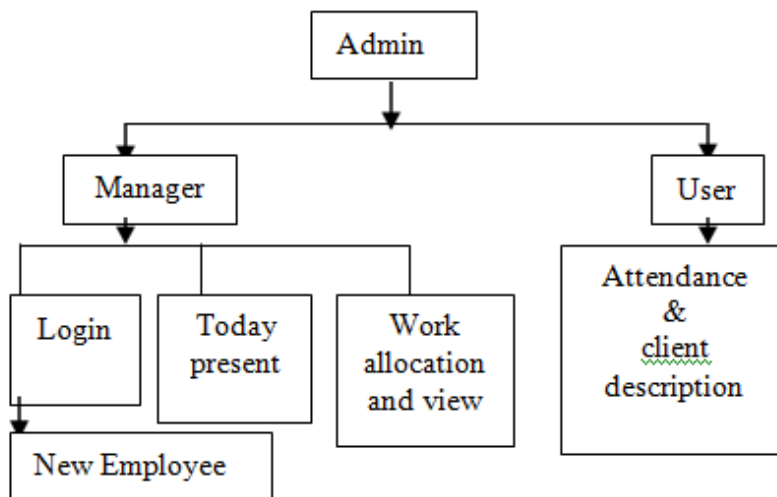 Admin
Manager
User
Login
Today
present
Work
allocation
and view
Attendance
&
client
description
New Employee